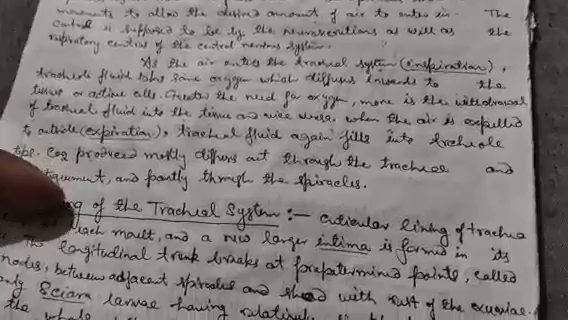 movements to allow the desired amount of air to enter in. The
control is supposed to be by the neurosecretions as well as the
respiratory centres of the central nervous system.
As the air enters the tracheal system (inspiration),
tracheole fluid takes some oxygen which diffuses inwards to the
tissue or active cells. Greater the need for oxygen, more is the withdrawal
of tracheal fluid into the tissue and vice versa. when the air is expelled
to outside (expiration), tracheal fluid again fills into tracheole
tips. CO2 produced mostly diffuses out through the tracheae and
integument, and partly through the spiracles.
of the Tracheal System :— Cuticular lining of trachea
each moult, and a new larger intima is formed in its
The longitudinal trunk breaks at predetermined points, called
nodes, between adjacent spiracles and shed with rest of the exuviae.
only Sciara larvae having relatively
the whole